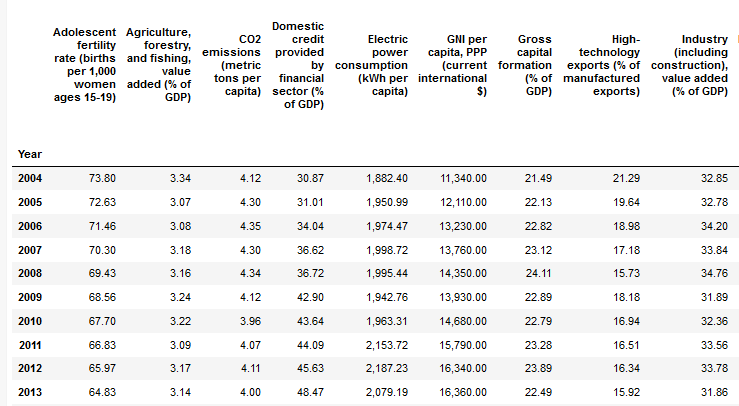 Adolescent fertility rate (births per 1,000 women ages 15-19) Agriculture, forestry, and fishing, value added (% of GDP) CO2 emissions (metric tons per capita) Domestic credit provided by financial sector (% of GDP) Electric power consumption (kWh per capita) GNI per capita, PPP (current international $) Gross capital formation (% of GDP) High-technology exports (% of manufactured exports) Industry (including construction), value added (% of GDP)
Year
2004 73.80 3.34 4.12 30.87 1,882.40 11,340.00 21.49 21.29 32.85
2005 72.63 3.07 4.30 31.01 1,950.99 12,110.00 22.13 19.64 32.78
2006 71.46 3.08 4.35 34.04 1,974.47 13,230.00 22.82 18.98 34.20
2007 70.30 3.18 4.30 36.62 1,998.72 13,760.00 23.12 17.18 33.84
2008 69.43 3.16 4.34 36.72 1,995.44 14,350.00 24.11 15.73 34.76
2009 68.56 3.24 4.12 42.90 1,942.76 13,930.00 22.89 18.18 31.89
2010 67.70 3.22 3.96 43.64 1,963.31 14,680.00 22.79 16.94 32.36
2011 66.83 3.09 4.07 44.09 2,153.72 15,790.00 23.28 16.51 33.56
2012 65.97 3.17 4.11 45.63 2,187.23 16,340.00 23.89 16.34 33.78
2013 64.83 3.14 4.00 48.47 2,079.19 16,360.00 22.49 15.92 31.86